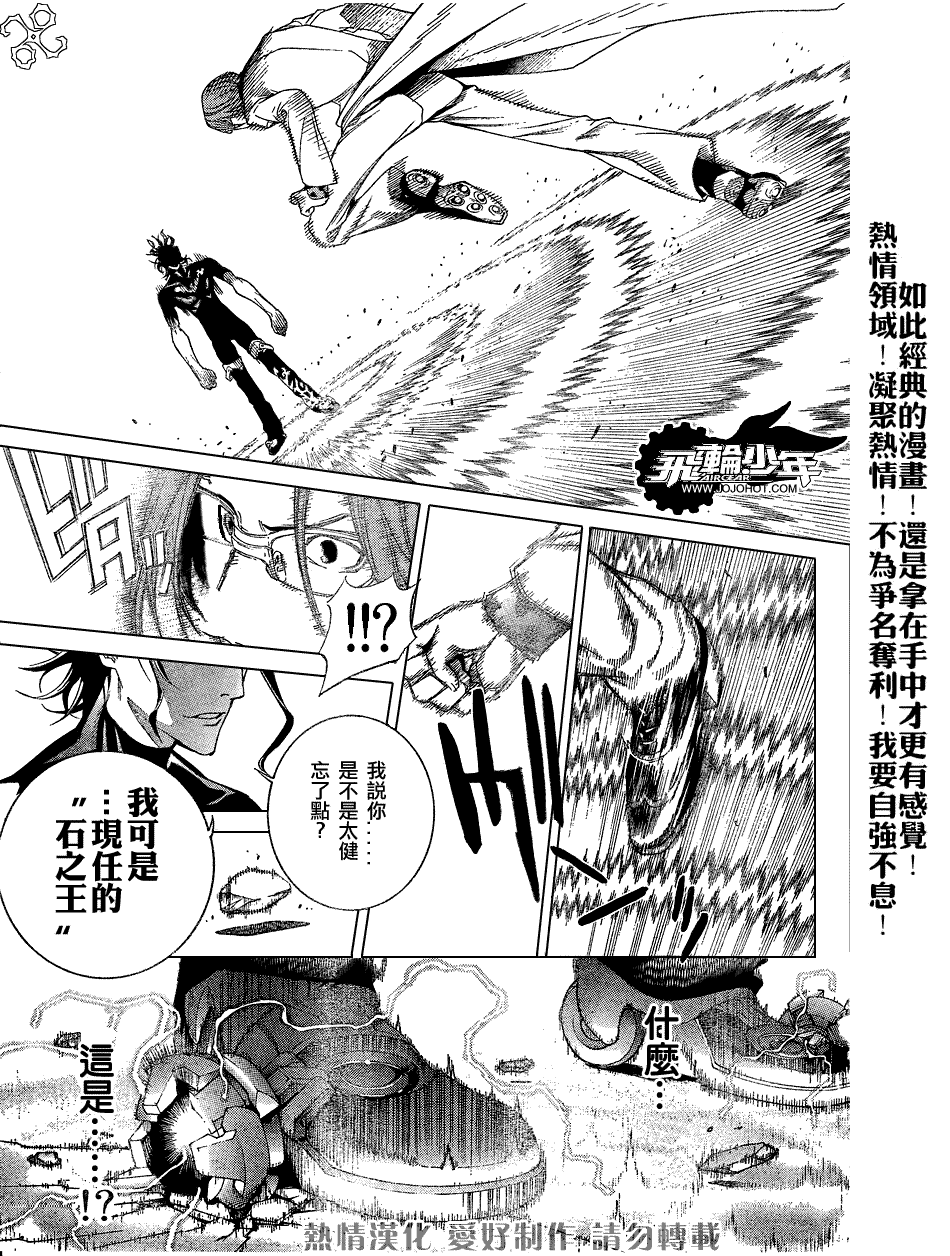 如此經典的漫畫！還是拿在手中才更有感覺！
熱情領域！凝聚熱情！不為爭名奪利！我要自強不息！
飛輪少年
AIRGEAR
WWW.JOJOHOT.COM
!!!?
我説你....
是不是太健
忘了點？
我可是
…現任的
"石之王"
什麼…
這是………!?
熱情漢化 愛好制作 請勿轉載